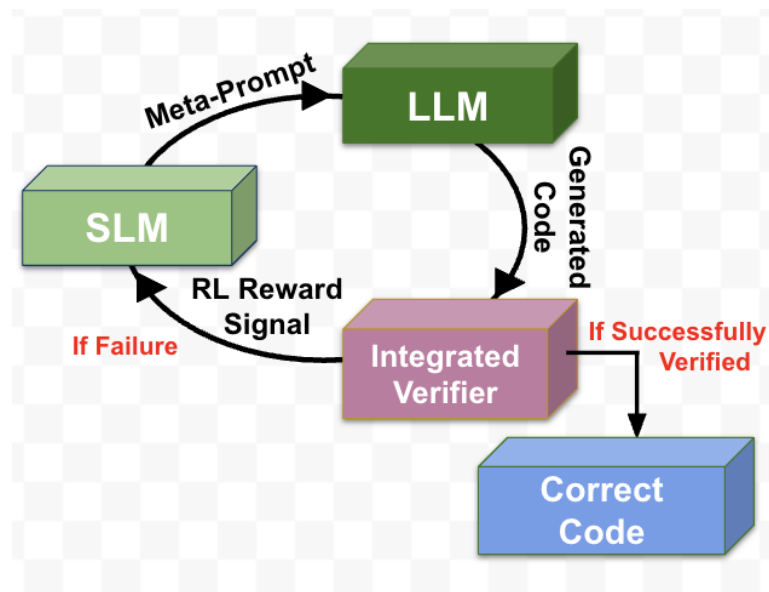 Meta-Prompt
LLM
Generated
Code
SLM
RL Reward
Signal
If Failure
Integrated
Verifier
If Successfully
Verified
Correct
Code